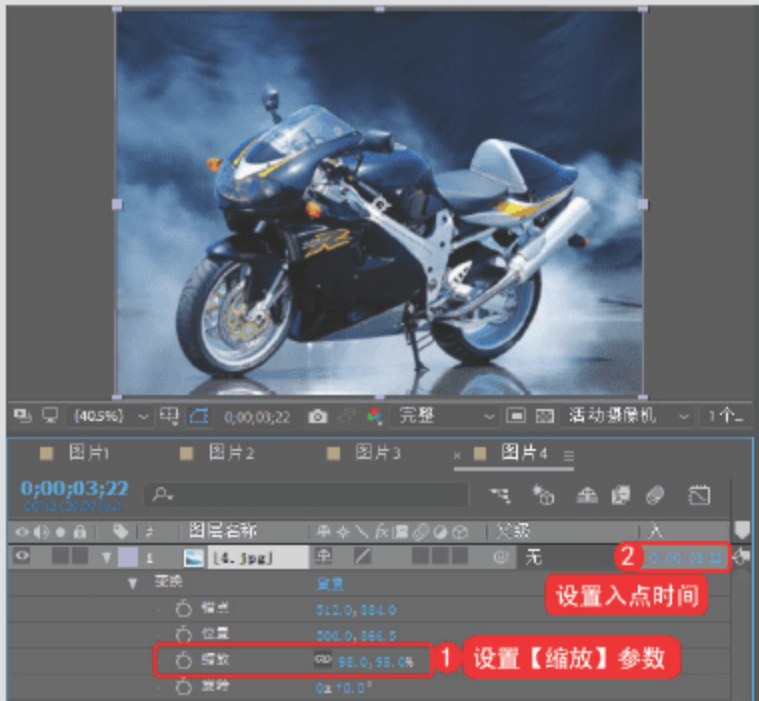 (40.5%) 0;00;03;22 完整 活动摄像机 1个...
图片1 图片2 图片3 × 图片4
0;00;03;22
# 图层名称 父级 入
1 [4.jpg] 无 2 0;00;03;22
变换 重置
设置入点时间
锚点 512.0,384.0
位置
缩放 98.0,98.0% 1 设置【缩放】参数
旋转 0x+0.0°